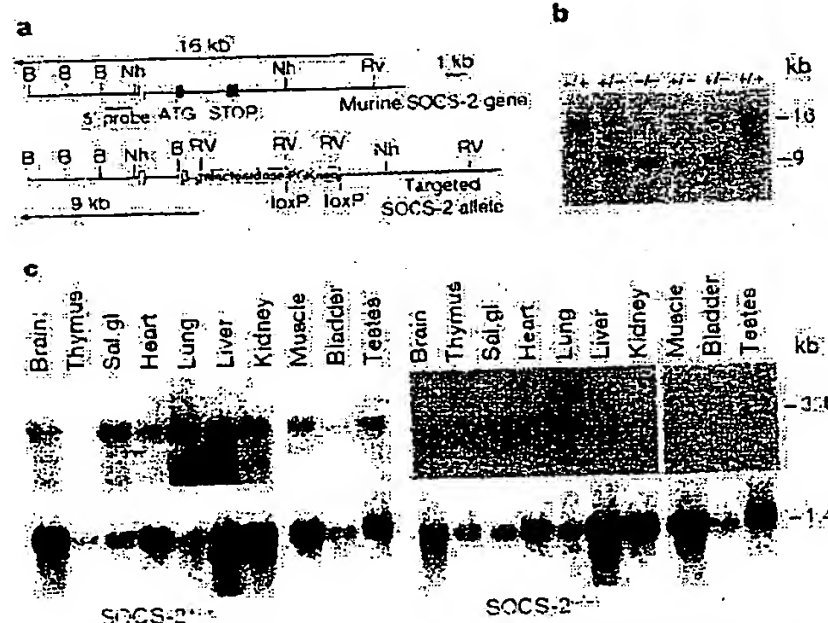 a
16 kb
B B B Nh Nh Rv 1 kb
5' probe ATG STOP Murine SOCS-2 gene
B B B Nh B RV RV RV Nh RV
loxP loxP Targeted
9 kb SOCS-2 allele
b
kb
+/+ +/- -/- +/- +/- +/+
-16
-9
c
Brain Thymus Sal.gl Heart Lung Liver Kidney Muscle Bladder Testes
Brain Thymus Sal.gl Heart Lung Liver Kidney Muscle Bladder Testes
kb
-1.4
SOCS-2
SOCS-2